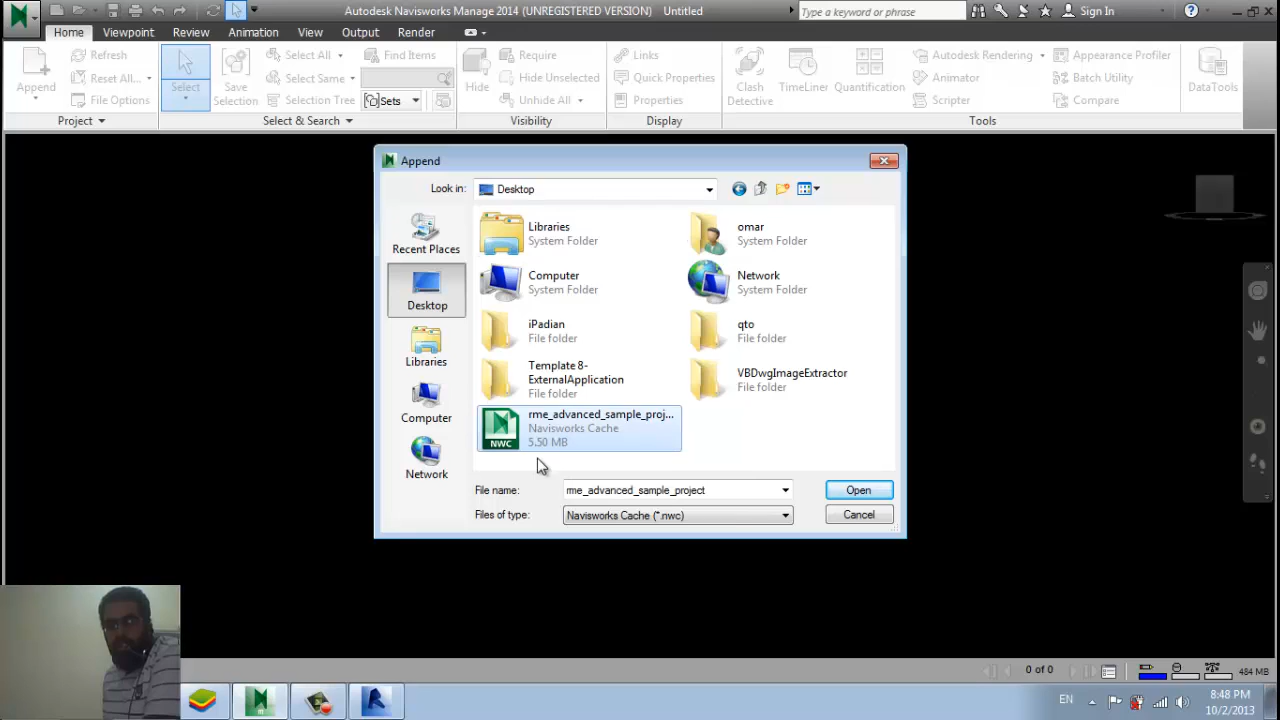 Autodesk Navisworks Manage 2014 (UNREGISTERED VERSION) Untitled
Type a keyword or phrase
Sign In
Home Viewpoint Review Animation View Output Render
Append
Refresh
Reset All...
File Options
Project
Select
Save Selection
Select All
Select Same
Selection Tree
Find Items
Sets
Select & Search
Hide
Require
Hide Unselected
Unhide All
Visibility
Links
Quick Properties
Properties
Display
Clash Detective
TimeLiner
Quantification
Autodesk Rendering
Animator
Scripter
Appearance Profiler
Batch Utility
Compare
Tools
DataTools
Append
Look in:
Desktop
Recent Places
Desktop
Libraries
Computer
Network
Libraries
System Folder
omar
System Folder
Computer
System Folder
Network
System Folder
iPadian
File folder
qto
File folder
Template 8-
ExternalApplication
File folder
VBDwgImageExtractor
File folder
NWC
rme_advanced_sample_proj...
Navisworks Cache
5.50 MB
File name:
rme_advanced_sample_project
Open
Files of type:
Navisworks Cache (*.nwc)
Cancel
0 of 0
484 MB
EN
8:48 PM
10/2/2013